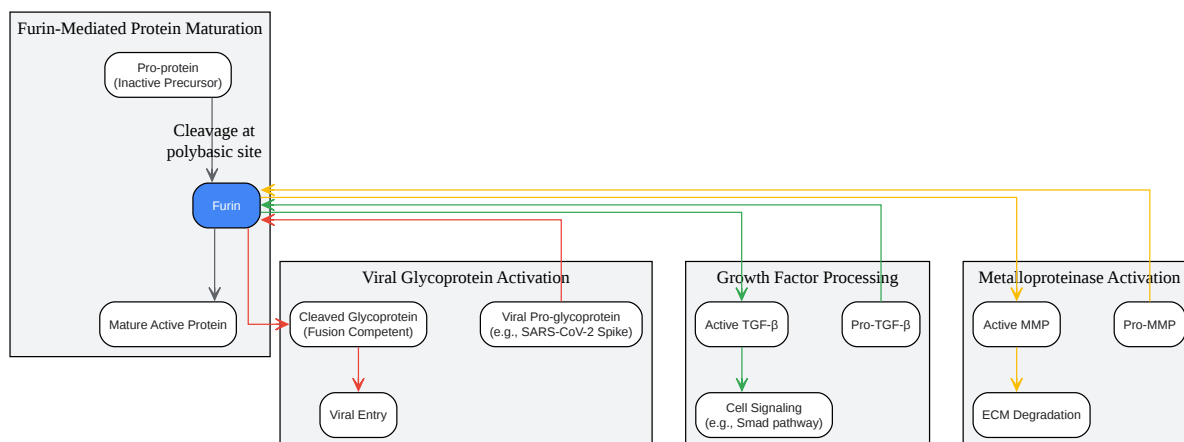 Furin-Mediated Protein Maturation
Pro-protein
(Inactive Precursor)
Cleavage at
polybasic site
Furin
Mature Active Protein
Viral Glycoprotein Activation
Cleaved Glycoprotein
(Fusion Competent)
Viral Pro-glycoprotein
(e.g., SARS-CoV-2 Spike)
Viral Entry
Growth Factor Processing
Active TGF-β
Pro-TGF-β
Cell Signaling
(e.g., Smad pathway)
Metalloproteinase Activation
Active MMP
Pro-MMP
ECM Degradation